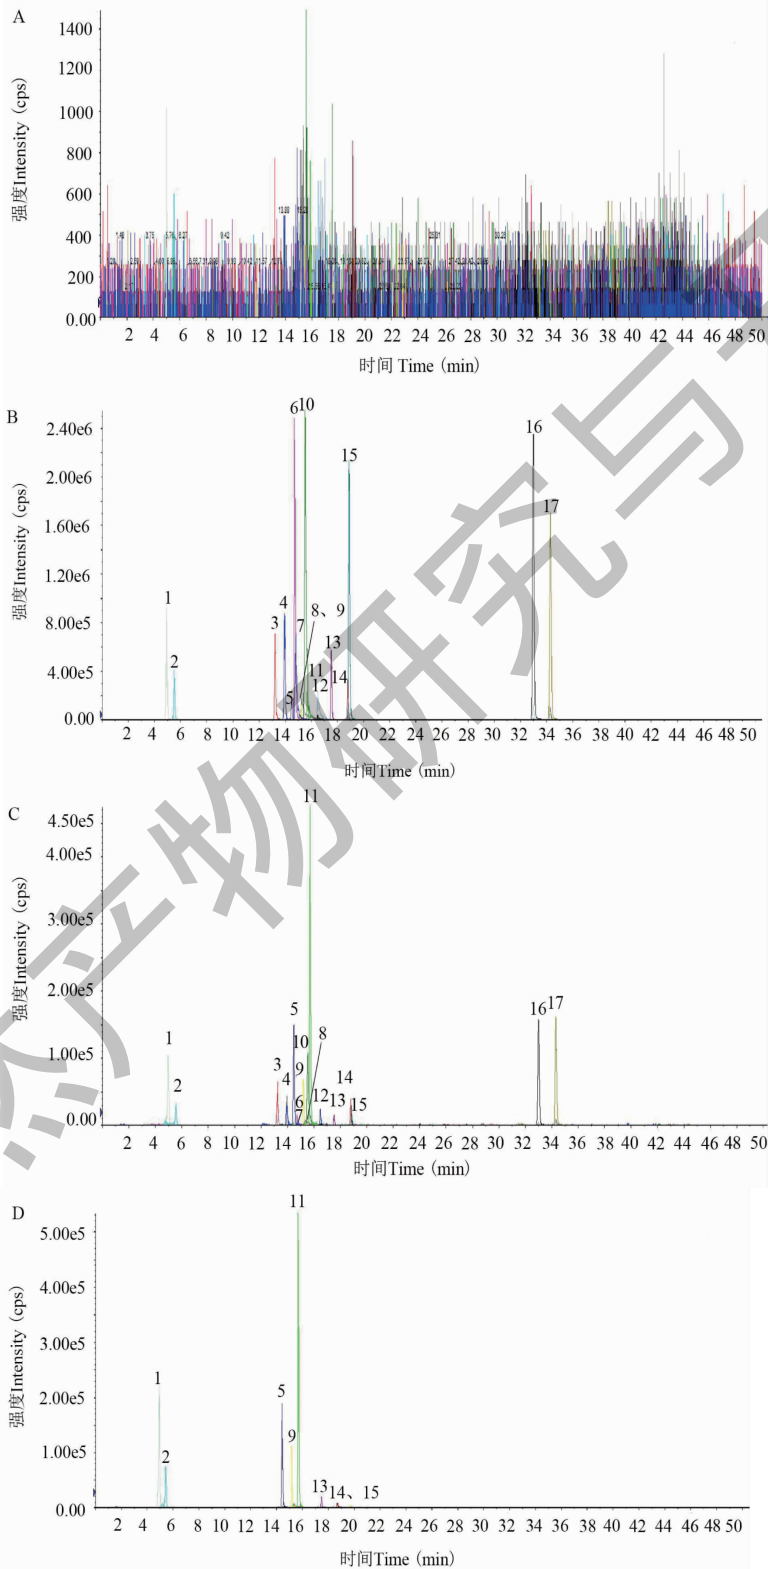 A
强度Intensity (cps)
1400
1200
1000
800
600
400
200
0.00
2 4 6 8 10 12 14 16 18 20 22 24 26 28 30 32 34 36 38 40 42 44 46 48 50
时间 Time (min)
B
强度Intensity (cps)
2.40e6
2.00e6
1.60e6
1.20e6
8.00e5
4.00e5
0.00
1 2 3 4 5 6 7 8、9 10 11 12 13 14 15 16 17
2 4 6 8 10 12 14 16 18 20 22 24 26 28 30 32 34 36 38 40 42 44 46 48 50
时间Time (min)
C
强度Intensity (cps)
4.50e5
4.00e5
3.00e5
2.00e5
1.00e5
0.00
1 2 3 4 5 6 7 8 9 10 11 12 13 14 15 16 17
2 4 6 8 10 12 14 16 18 20 22 24 26 28 30 32 34 36 38 40 42 44 46 48 50
时间Time (min)
D
强度Intensity (cps)
5.00e5
4.00e5
3.00e5
2.00e5
1.00e5
0.00
1 2 5 9 11 13 14、15
2 4 6 8 10 12 14 16 18 20 22 24 26 28 30 32 34 36 38 40 42 44 46 48 50
时间Time (min)
然产物研究与